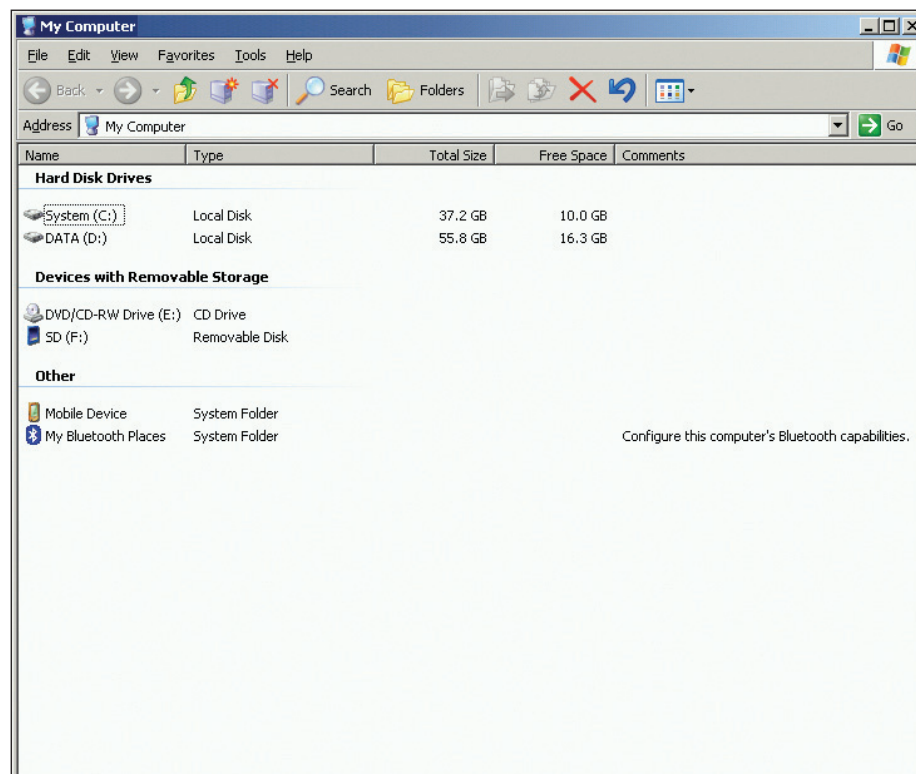 My Computer
File Edit View Favorites Tools Help
Back Search Folders
Address My Computer Go
Name Type Total Size Free Space Comments
Hard Disk Drives
System (C:) Local Disk 37.2 GB 10.0 GB
DATA (D:) Local Disk 55.8 GB 16.3 GB
Devices with Removable Storage
DVD/CD-RW Drive (E:) CD Drive
SD (F:) Removable Disk
Other
Mobile Device System Folder
My Bluetooth Places System Folder Configure this computer's Bluetooth capabilities.